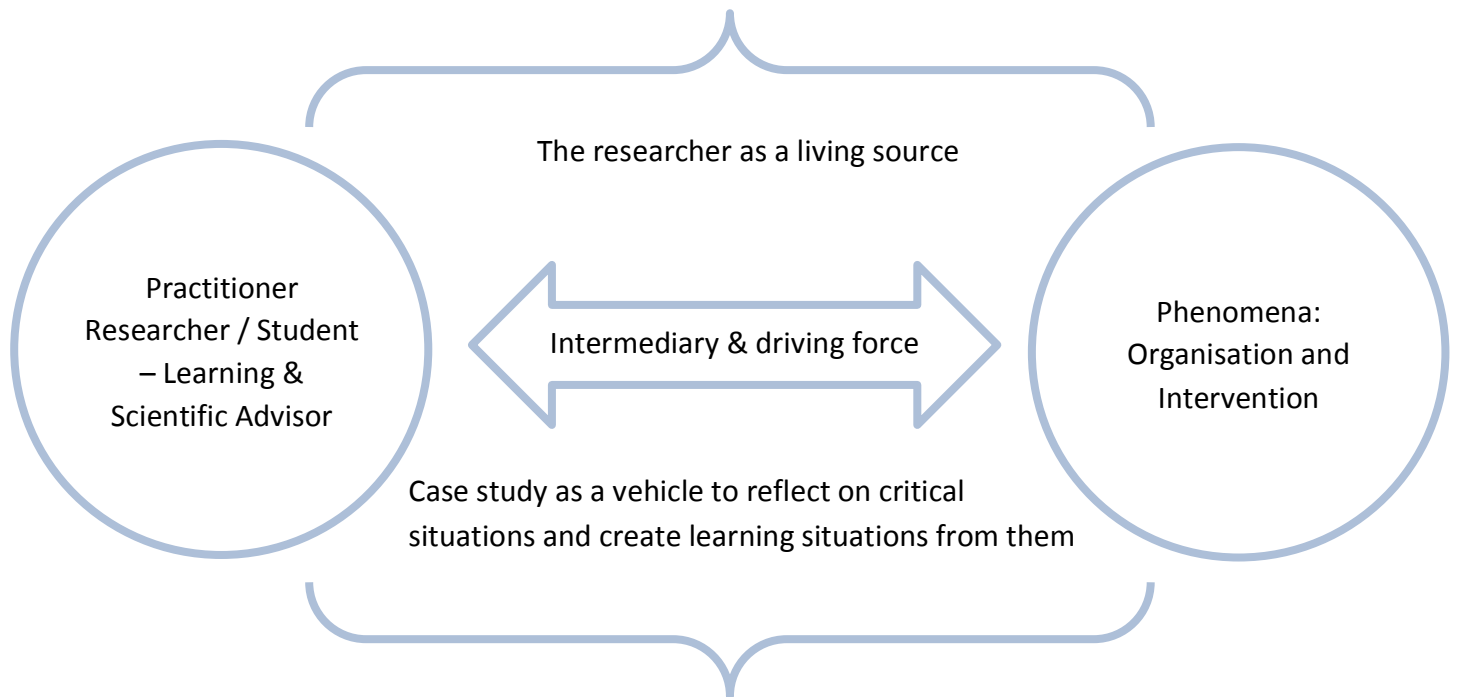 The researcher as a living source
Practitioner
Researcher / Student
– Learning &
Scientific Advisor
Intermediary & driving force
Phenomena:
Organisation and
Intervention
Case study as a vehicle to reflect on critical
situations and create learning situations from them